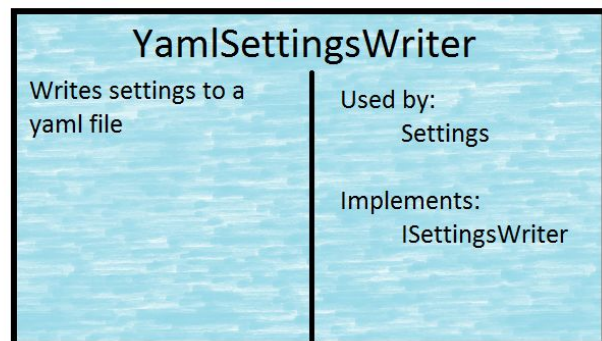 YamlSettingsWriter
Writes settings to a
yaml file
Used by:
Settings
Implements:
ISettingsWriter